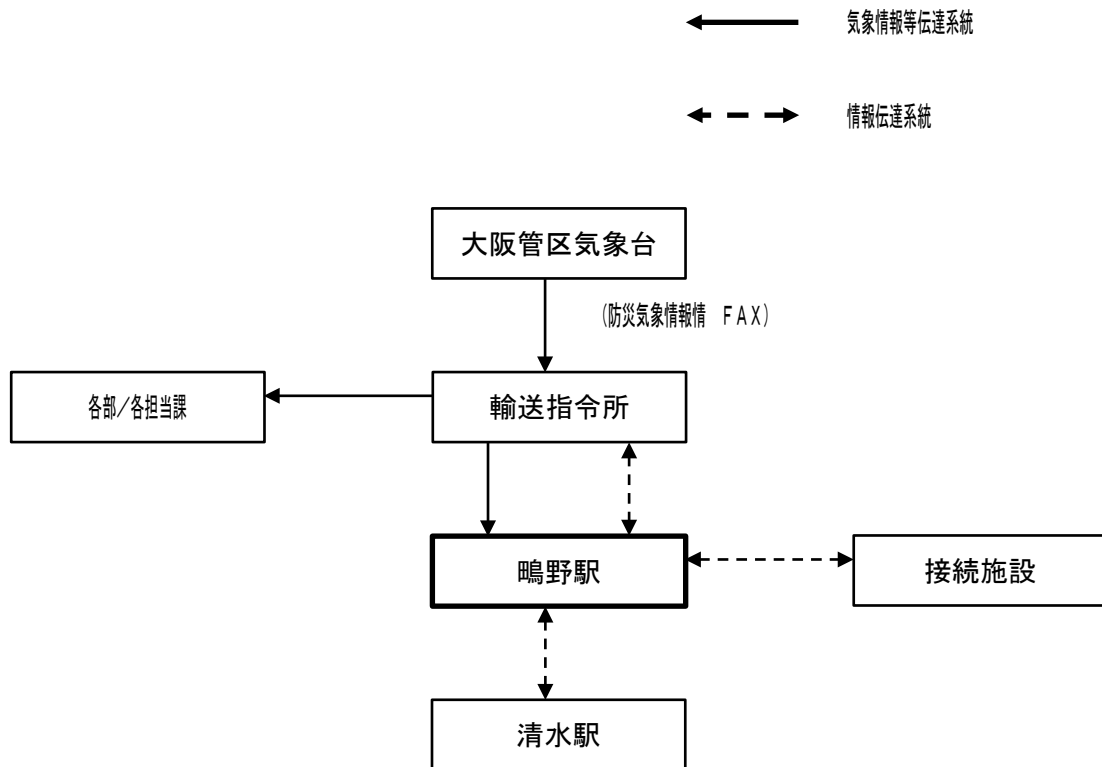 気象情報等伝達系統
情報伝達系統
大阪管区気象台
(防災気象情報情　ＦＡＸ)
各部／各担当課
輸送指令所
鴫野駅
接続施設
清水駅